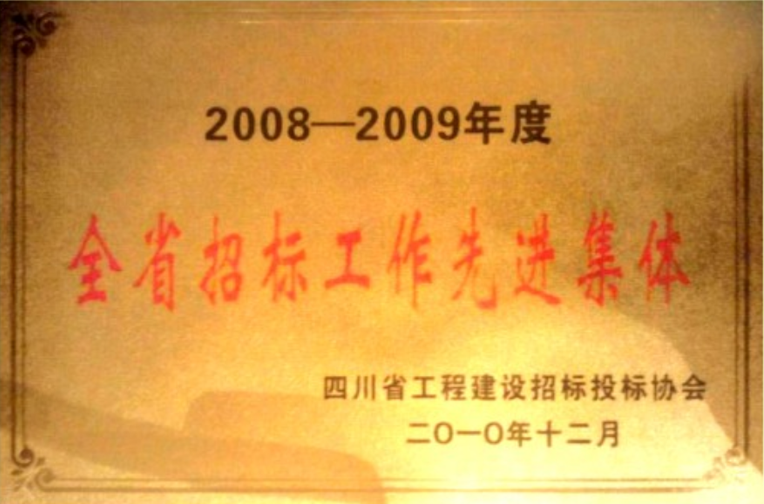 2008—2009年度
全省招标工作先进集体
四川省工程建设招标投标协会
二〇一〇年十二月